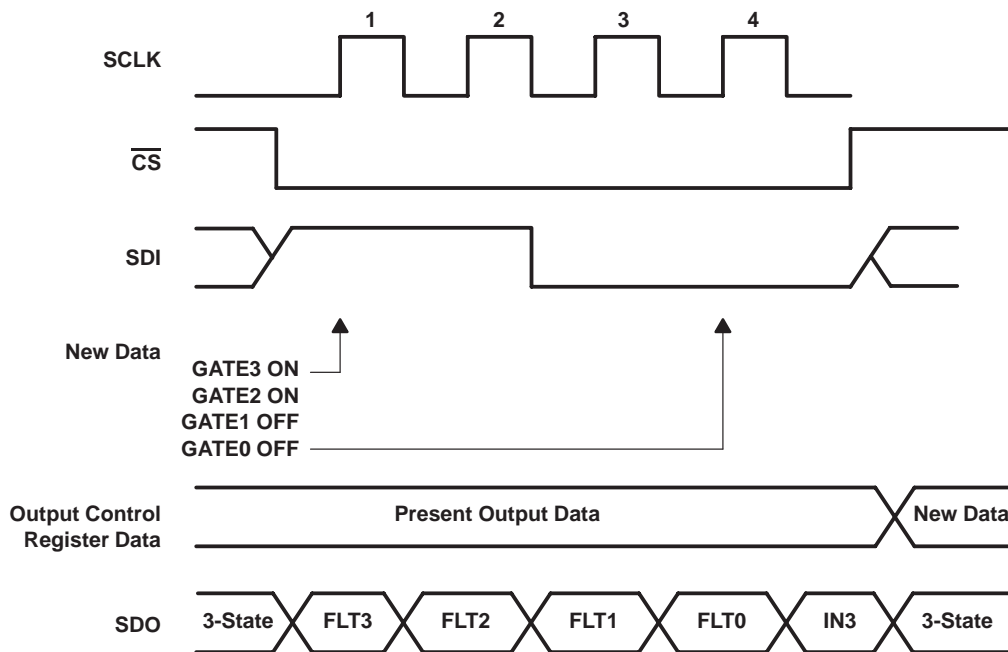 1 2 3 4
SCLK
CS
SDI
New Data
GATE3 ON
GATE2 ON
GATE1 OFF
GATE0 OFF
Output Control
Register Data
Present Output Data
New Data
SDO
3-State FLT3 FLT2 FLT1 FLT0 IN3 3-State